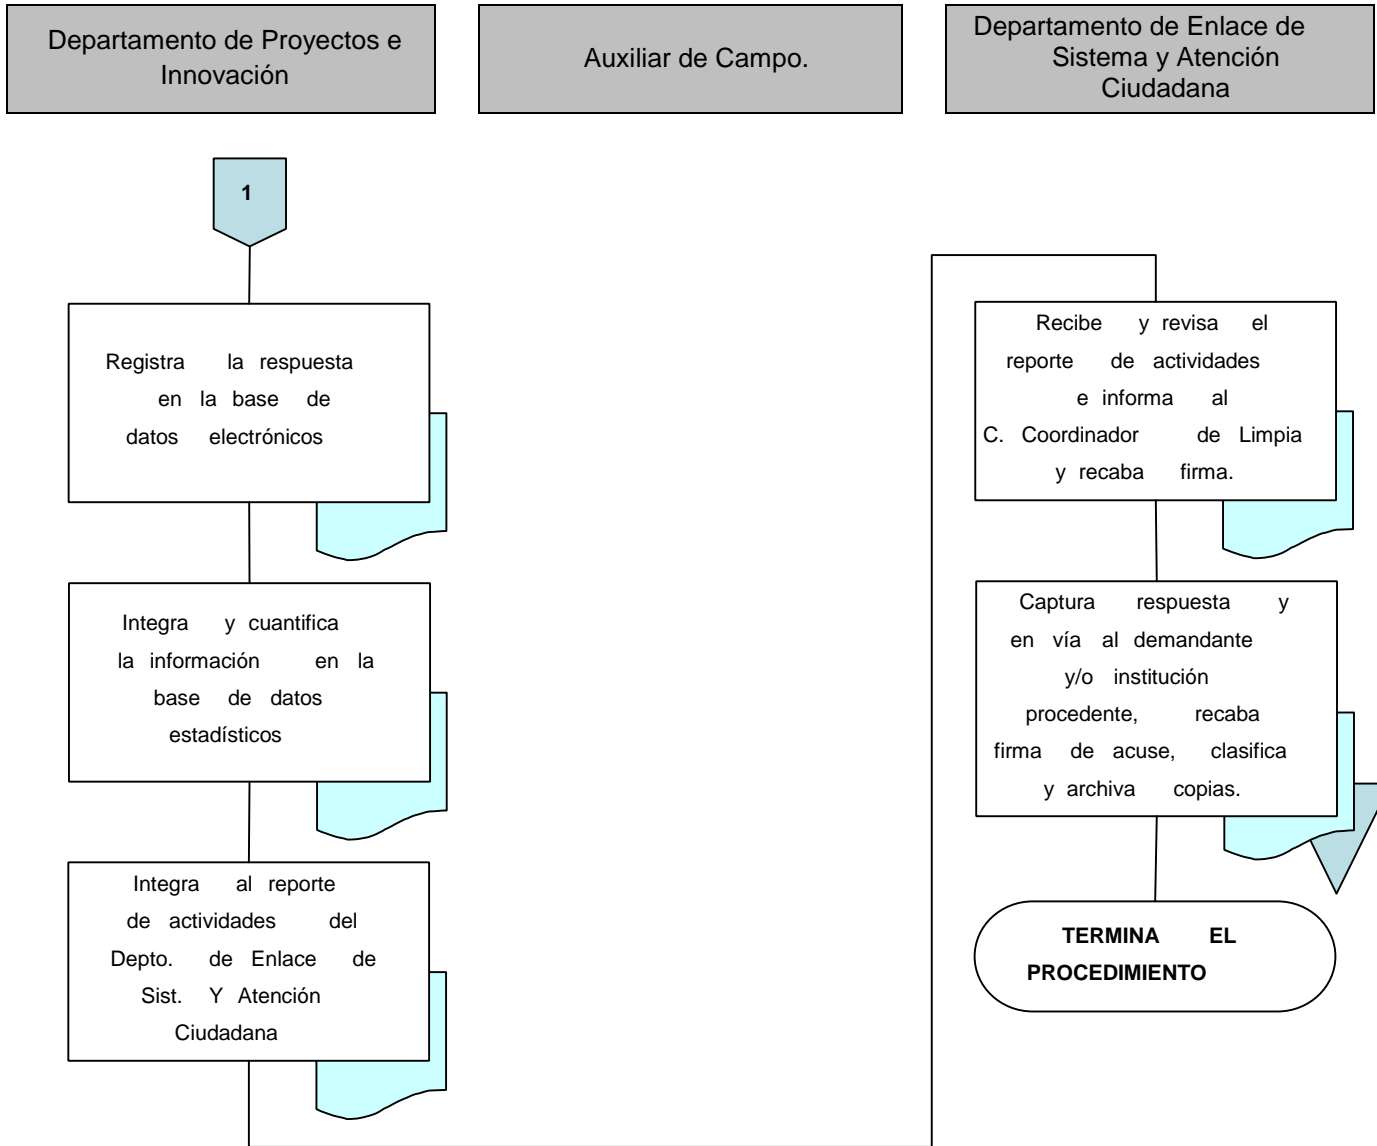 Departamento de Proyectos e
Innovación
Auxiliar de Campo.
Departamento de Enlace de
Sistema y Atención
Ciudadana
1
Registra la respuesta
en la base de
datos electrónicos
Integra y cuantifica
la información en la
base de datos
estadísticos
Integra al reporte
de actividades del
Depto. de Enlace de
Sist. Y Atención
Ciudadana
Recibe y revisa el
reporte de actividades
e informa al
C. Coordinador de Limpia
y recaba firma.
Captura respuesta y
en vía al demandante
y/o institución
procedente, recaba
firma de acuse, clasifica
y archiva copias.
TERMINA EL
PROCEDIMIENTO